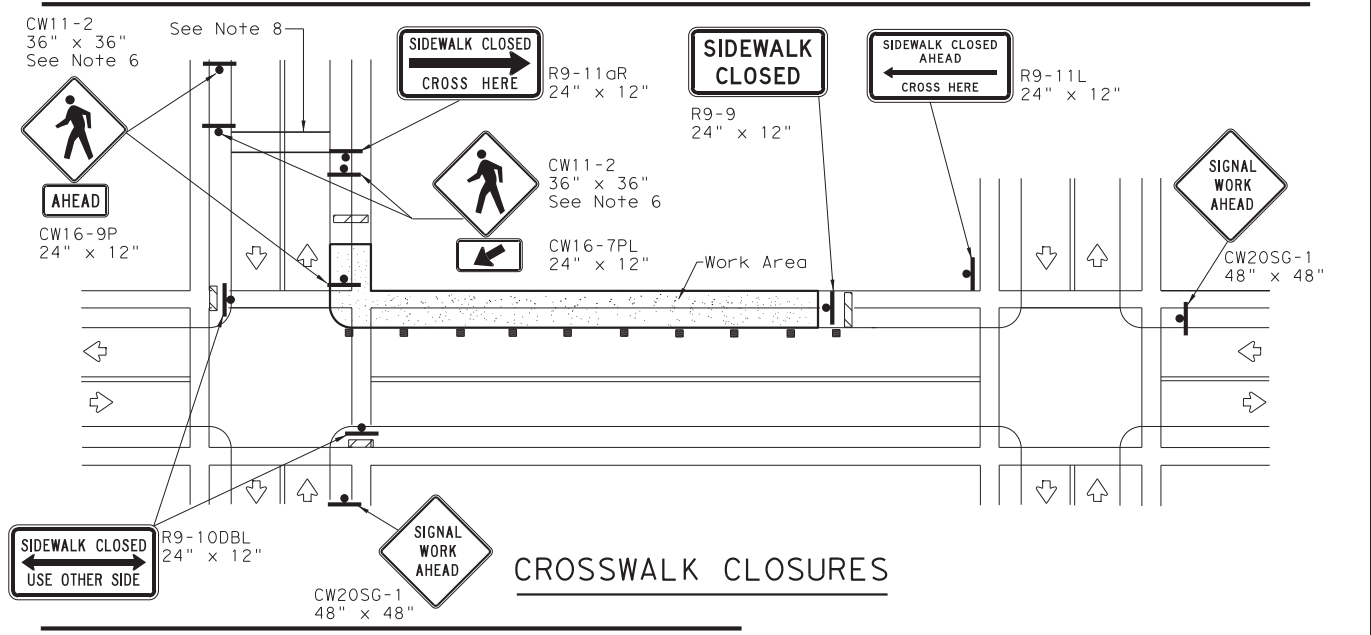 CW11-2
36" x 36"
See Note 6
See Note 8
SIDEWALK CLOSED
CROSS HERE
R9-11aR
24" x 12"
SIDEWALK
CLOSED
R9-9
24" x 12"
SIDEWALK CLOSED
AHEAD
CROSS HERE
R9-11L
24" x 12"
AHEAD
CW16-9P
24" x 12"
CW11-2
36" x 36"
See Note 6
CW16-7PL
24" x 12"
Work Area
SIGNAL
WORK
AHEAD
CW20SG-1
48" x 48"
SIDEWALK CLOSED
USE OTHER SIDE
R9-10DBL
24" x 12"
SIGNAL
WORK
AHEAD
CW20SG-1
48" x 48"
CROSSWALK CLOSURES